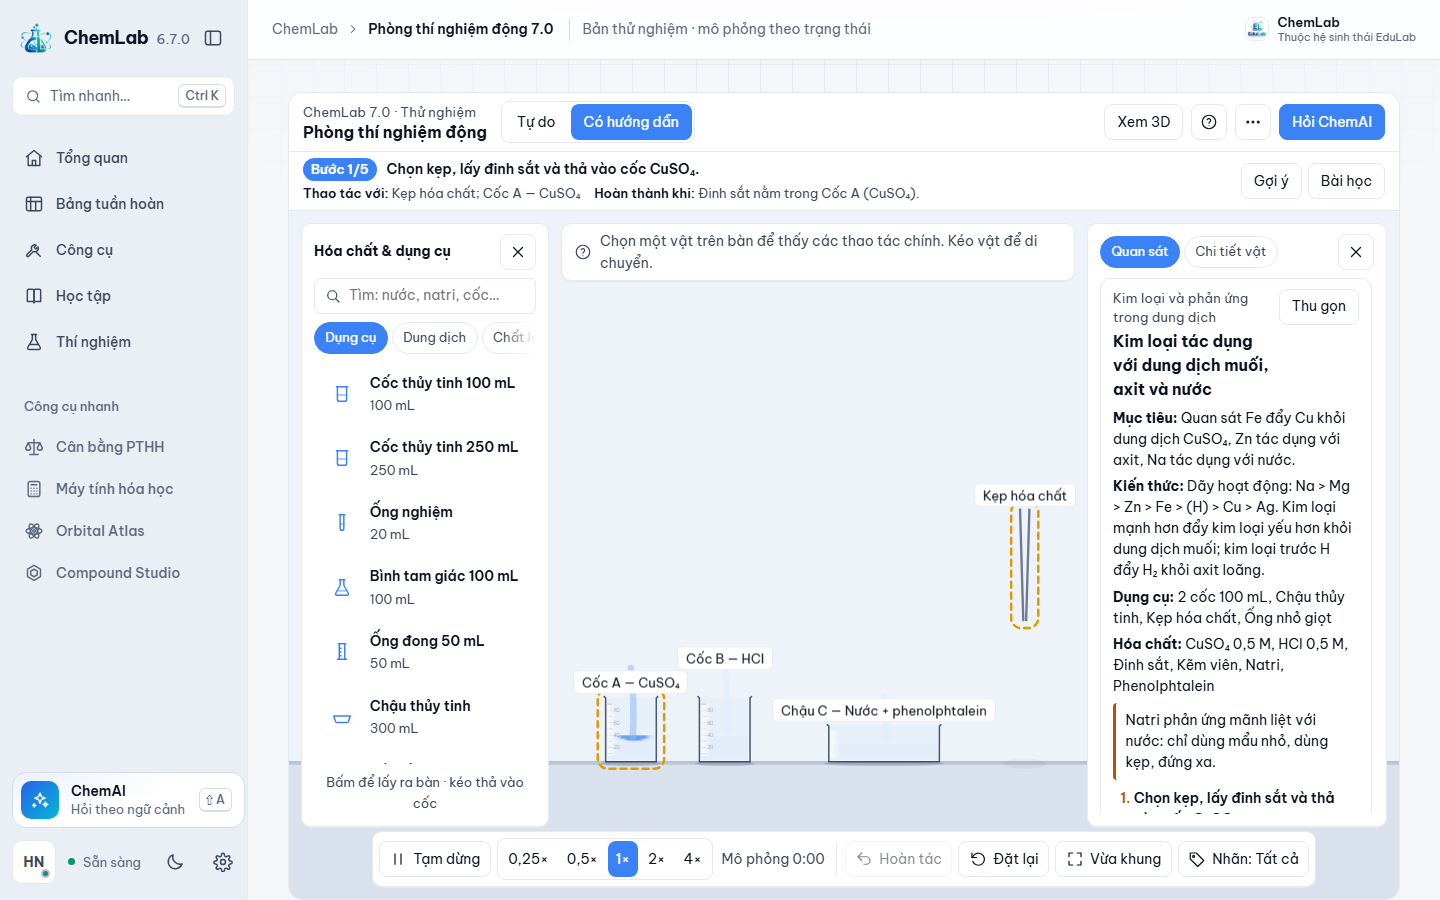 ChemLab 6.7.0
Tìm nhanh... Ctrl K
Tổng quan
Bảng tuần hoàn
Công cụ
Học tập
Thí nghiệm
Công cụ nhanh
Cân bằng PTHH
Máy tính hóa học
Orbital Atlas
Compound Studio
ChemAI
Hỏi theo ngữ cảnh
⇧ A
HN
Sẵn sàng
ChemLab > Phòng thí nghiệm động 7.0 Bản thử nghiệm · mô phỏng theo trạng thái
ChemLab
Thuộc hệ sinh thái EduLab
ChemLab 7.0 · Thử nghiệm
Phòng thí nghiệm động
Tự do Có hướng dẫn
Xem 3D
Hỏi ChemAI
Bước 1/5 Chọn kẹp, lấy đinh sắt và thả vào cốc CuSO₄.
Thao tác với: Kẹp hóa chất; Cốc A — CuSO₄ Hoàn thành khi: Đinh sắt nằm trong Cốc A (CuSO₄).
Gợi ý Bài học
Hóa chất & dụng cụ
Tìm: nước, natri, cốc...
Dụng cụ Dung dịch
Cốc thủy tinh 100 mL
100 mL
Cốc thủy tinh 250 mL
250 mL
Ống nghiệm
20 mL
Bình tam giác 100 mL
100 mL
Ống đong 50 mL
50 mL
Chậu thủy tinh
300 mL
Bấm để lấy ra bàn · kéo thả vào
cốc
Chọn một vật trên bàn để thấy các thao tác chính. Kéo vật để di
chuyển.
Kẹp hóa chất
Cốc B — HCl
Cốc A — CuSO₄
Chậu C — Nước + phenolphtalein
Quan sát Chi tiết vật
Kim loại và phản ứng
trong dung dịch
Thu gọn
Kim loại tác dụng
với dung dịch muối,
axit và nước
Mục tiêu: Quan sát Fe đẩy Cu khỏi
dung dịch CuSO₄, Zn tác dụng với
axit, Na tác dụng với nước.
Kiến thức: Dãy hoạt động: Na > Mg
> Zn > Fe > (H) > Cu > Ag. Kim loại
mạnh hơn đẩy kim loại yếu hơn khỏi
dung dịch muối; kim loại trước H
đẩy H₂ khỏi axit loãng.
Dụng cụ: 2 cốc 100 mL, Chậu thủy
tinh, Kẹp hóa chất, Ống nhỏ giọt
Hóa chất: CuSO₄ 0,5 M, HCl 0,5 M,
Đinh sắt, Kẽm viên, Natri,
Phenolphtalein
Natri phản ứng mãnh liệt với
nước: chỉ dùng mẩu nhỏ, dùng
kẹp, đứng xa.
1. Chọn kẹp, lấy đinh sắt và thả
Tạm dừng 0,25× 0,5× 1× 2× 4× Mô phỏng 0:00 Hoàn tác Đặt lại Vừa khung Nhãn: Tất cả